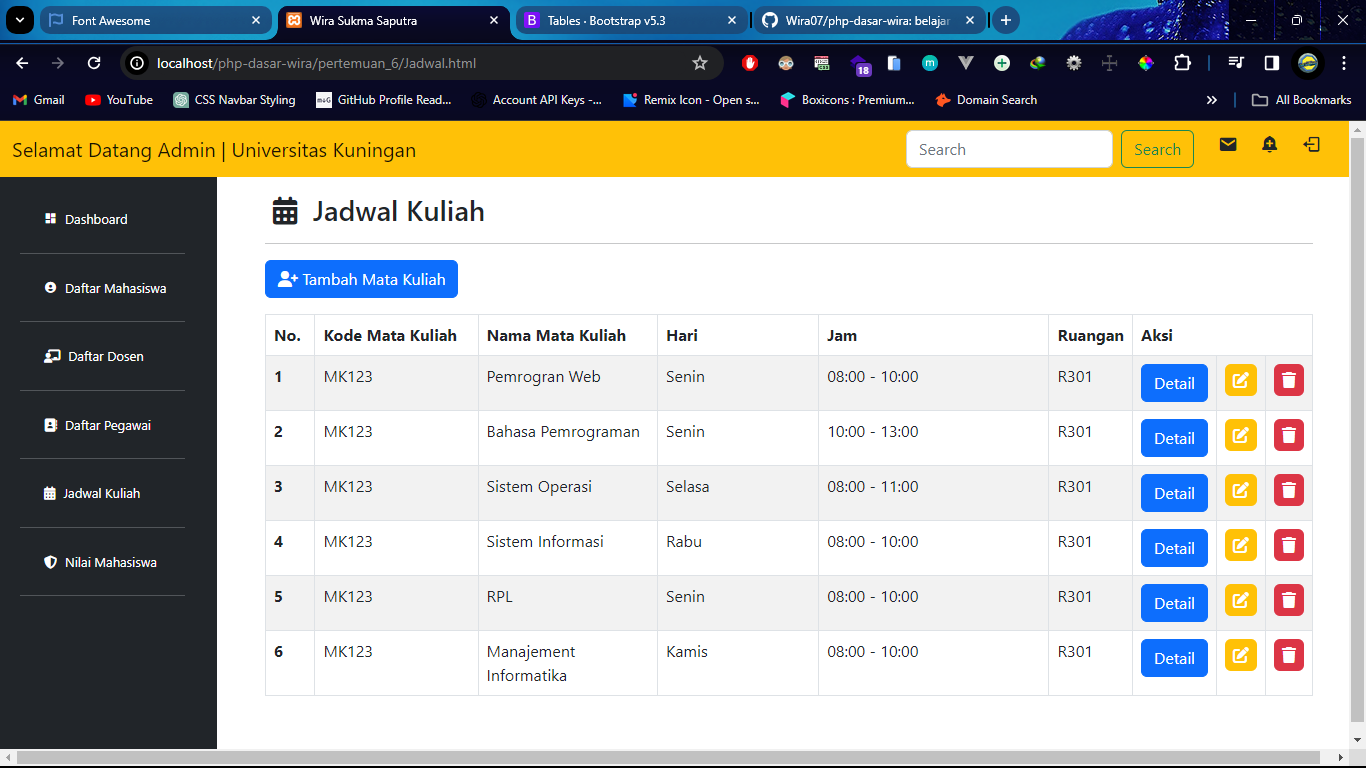 Font Awesome
Wira Sukma Saputra
B Tables · Bootstrap v5.3
Wira07/php-dasar-wira: belajar
localhost/php-dasar-wira/pertemuan_6/Jadwal.html
18
m
Gmail
YouTube
CSS Navbar Styling
GitHub Profile Read...
Account API Keys -...
Remix Icon - Open s...
Boxicons : Premium...
Domain Search
»
All Bookmarks
Selamat Datang Admin | Universitas Kuningan
Search
Search
Dashboard
Daftar Mahasiswa
Daftar Dosen
Daftar Pegawai
Jadwal Kuliah
Nilai Mahasiswa
Jadwal Kuliah
Tambah Mata Kuliah
No. Kode Mata Kuliah Nama Mata Kuliah Hari Jam Ruangan Aksi
1 MK123 Pemrogran Web Senin 08:00 - 10:00 R301 Detail
2 MK123 Bahasa Pemrograman Senin 10:00 - 13:00 R301 Detail
3 MK123 Sistem Operasi Selasa 08:00 - 11:00 R301 Detail
4 MK123 Sistem Informasi Rabu 08:00 - 10:00 R301 Detail
5 MK123 RPL Senin 08:00 - 10:00 R301 Detail
6 MK123 Manajement Kamis 08:00 - 10:00 R301 Detail
Informatika